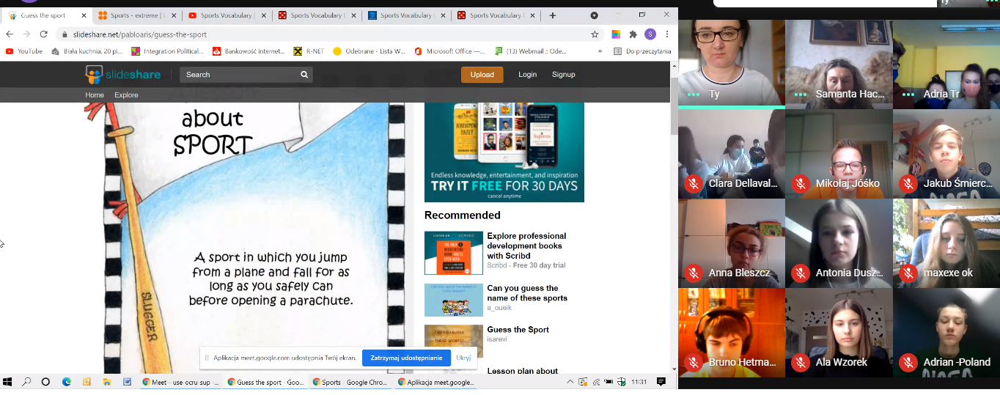 Guess the sport
Sports - extreme | L
Sports Vocabulary |
Sports Vocabulary E
Sports Vocabulary G
Sports Vocabulary E
slideshare.net/pabloaris/guess-the-sport
S
YouTube
Biała kuchnia. 20 pi...
Integration Political...
Bankowość internet...
R-NET
Odebrane - Lista W...
Microsoft Office —...
(13) Webmail :: Ode...
»
Do przeczytania
slideshare
Search
Upload
Login
Signup
Home
Explore
about
SPORT
A sport in which you jump
from a plane and fall for as
long as you safely can
before opening a parachute.
SLUGGER
Endless knowledge, entertainment, and inspiration
TRY IT FREE FOR 30 DAYS
cancel anytime
Recommended
Explore professional
development books
with Scribd
Scribd - Free 30 day trial
Can you guess the
name of these sports
a_oueik
Guess the Sport
isarevi
Lesson plan about
Aplikacja meet.google.com udostępnia Twój ekran.
Zatrzymaj udostępnianie
Ukryj
Meet – use-ocru-sup -...
Guess the sport - Goo...
Sports - Google Chro...
Aplikacja meet.google...
11:31
Ty
Ty
Samanta Hac...
Adria Tr
Clara Dellaval...
Mikołaj Jóśko
Jakub Śmierc...
Anna Bleszcz
Antonia Dusz...
maxexe ok
Bruno Hetma...
Ala Wzorek
Adrian -Poland